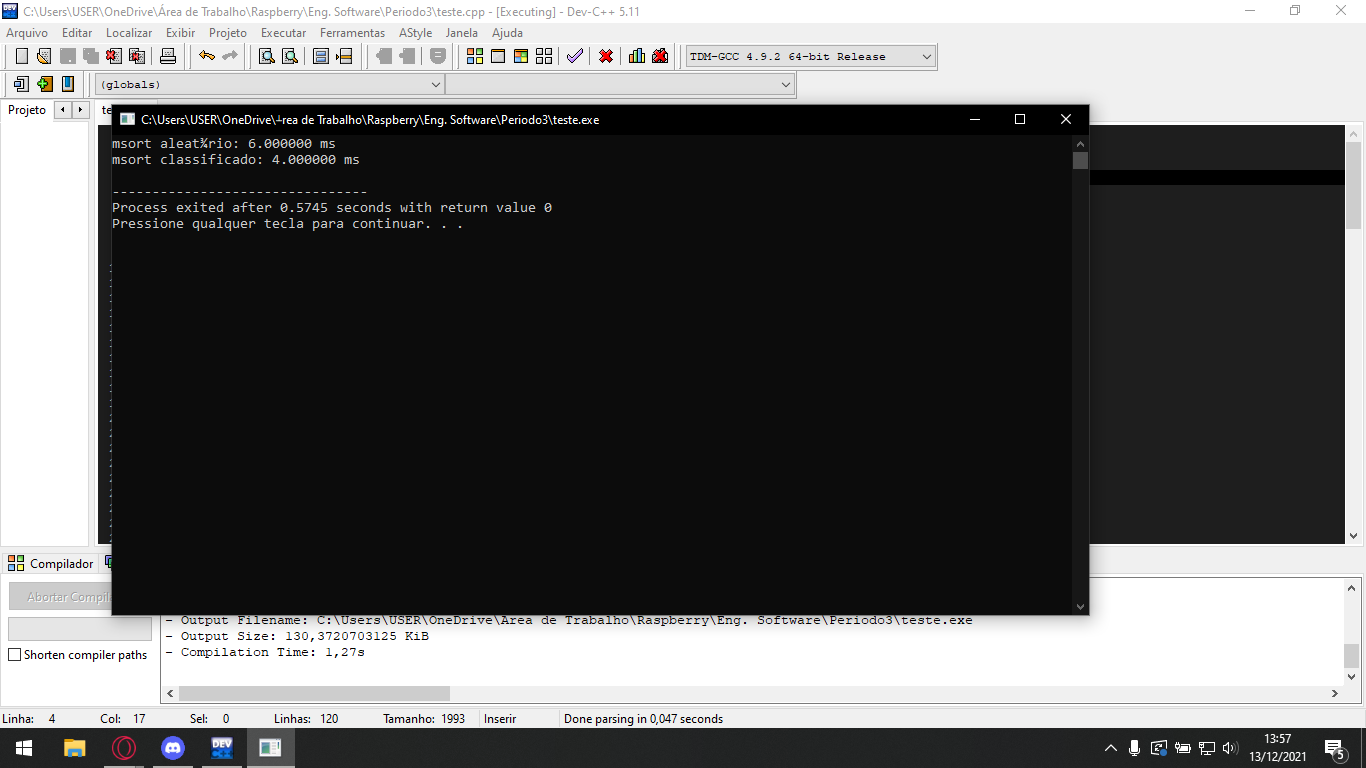 C:\Users\USER\OneDrive\Área de Trabalho\Raspberry\Eng. Software\Periodo3\teste.cpp - [Executing] - Dev-C++ 5.11
Arquivo Editar Localizar Exibir Projeto Executar Ferramentas AStyle Janela Ajuda
TDM-GCC 4.9.2 64-bit Release
(globals)
Projeto
C:\Users\USER\OneDrive\┴rea de Trabalho\Raspberry\Eng. Software\Periodo3\teste.exe
msort aleat¾rio: 6.000000 ms
msort classificado: 4.000000 ms
--------------------------------
Process exited after 0.5745 seconds with return value 0
Pressione qualquer tecla para continuar. . .
Compilador
Abortar Compil
Shorten compiler paths
- Output Filename: C:\Users\USER\OneDrive\Área de Trabalho\Raspberry\Eng. Software\Periodo3\teste.exe
- Output Size: 130,3720703125 KiB
- Compilation Time: 1,27s
Linha: 4 Col: 17 Sel: 0 Linhas: 120 Tamanho: 1993 Inserir Done parsing in 0,047 seconds
DEV C++
13:57
13/12/2021
5